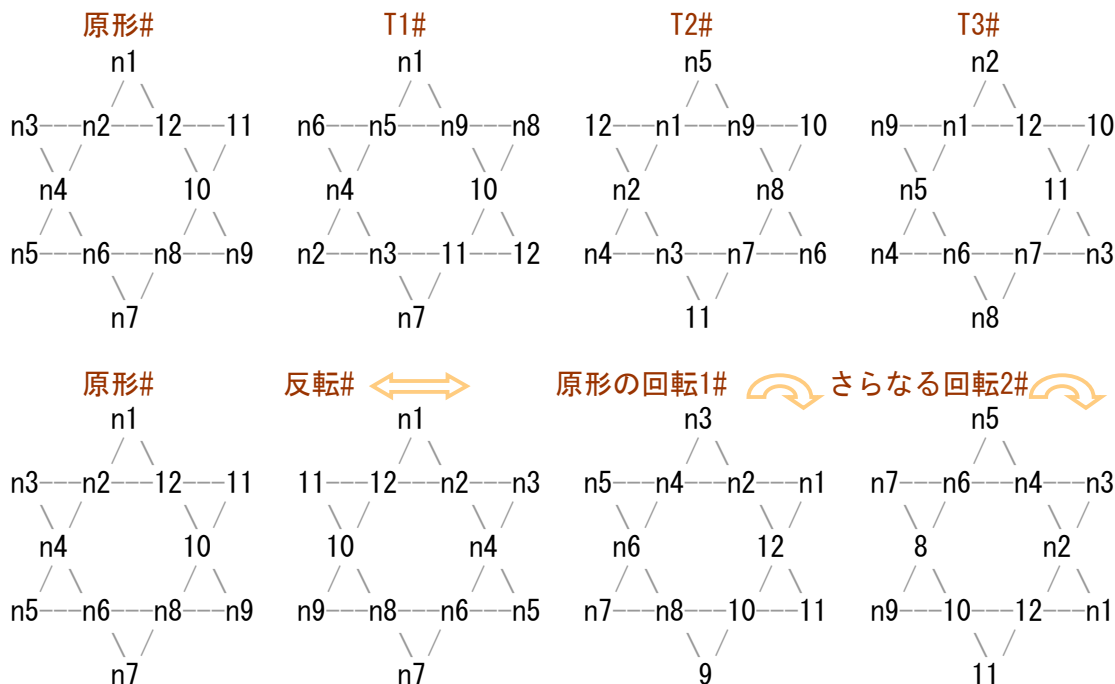 原形# T1# T2# T3#
n1 n1 n5 n2
n3---n2---12---11 n6---n5---n9---n8 12---n1---n9---10 n9---n1---12---10
n4 10 n4 10 n2 n8 n5 11
n5---n6---n8---n9 n2---n3---11---12 n4---n3---n7---n6 n4---n6---n7---n3
n7 n7 11 n8
原形# 反転# 原形の回転1# さらなる回転2#
n1 n1 n3 n5
n3---n2---12---11 11---12---n2---n3 n5---n4---n2---n1 n7---n6---n4---n3
n4 10 10 n4 n6 12 8 n2
n5---n6---n8---n9 n9---n8---n6---n5 n7---n8---10---11 n9---10---12---n1
n7 n7 9 11